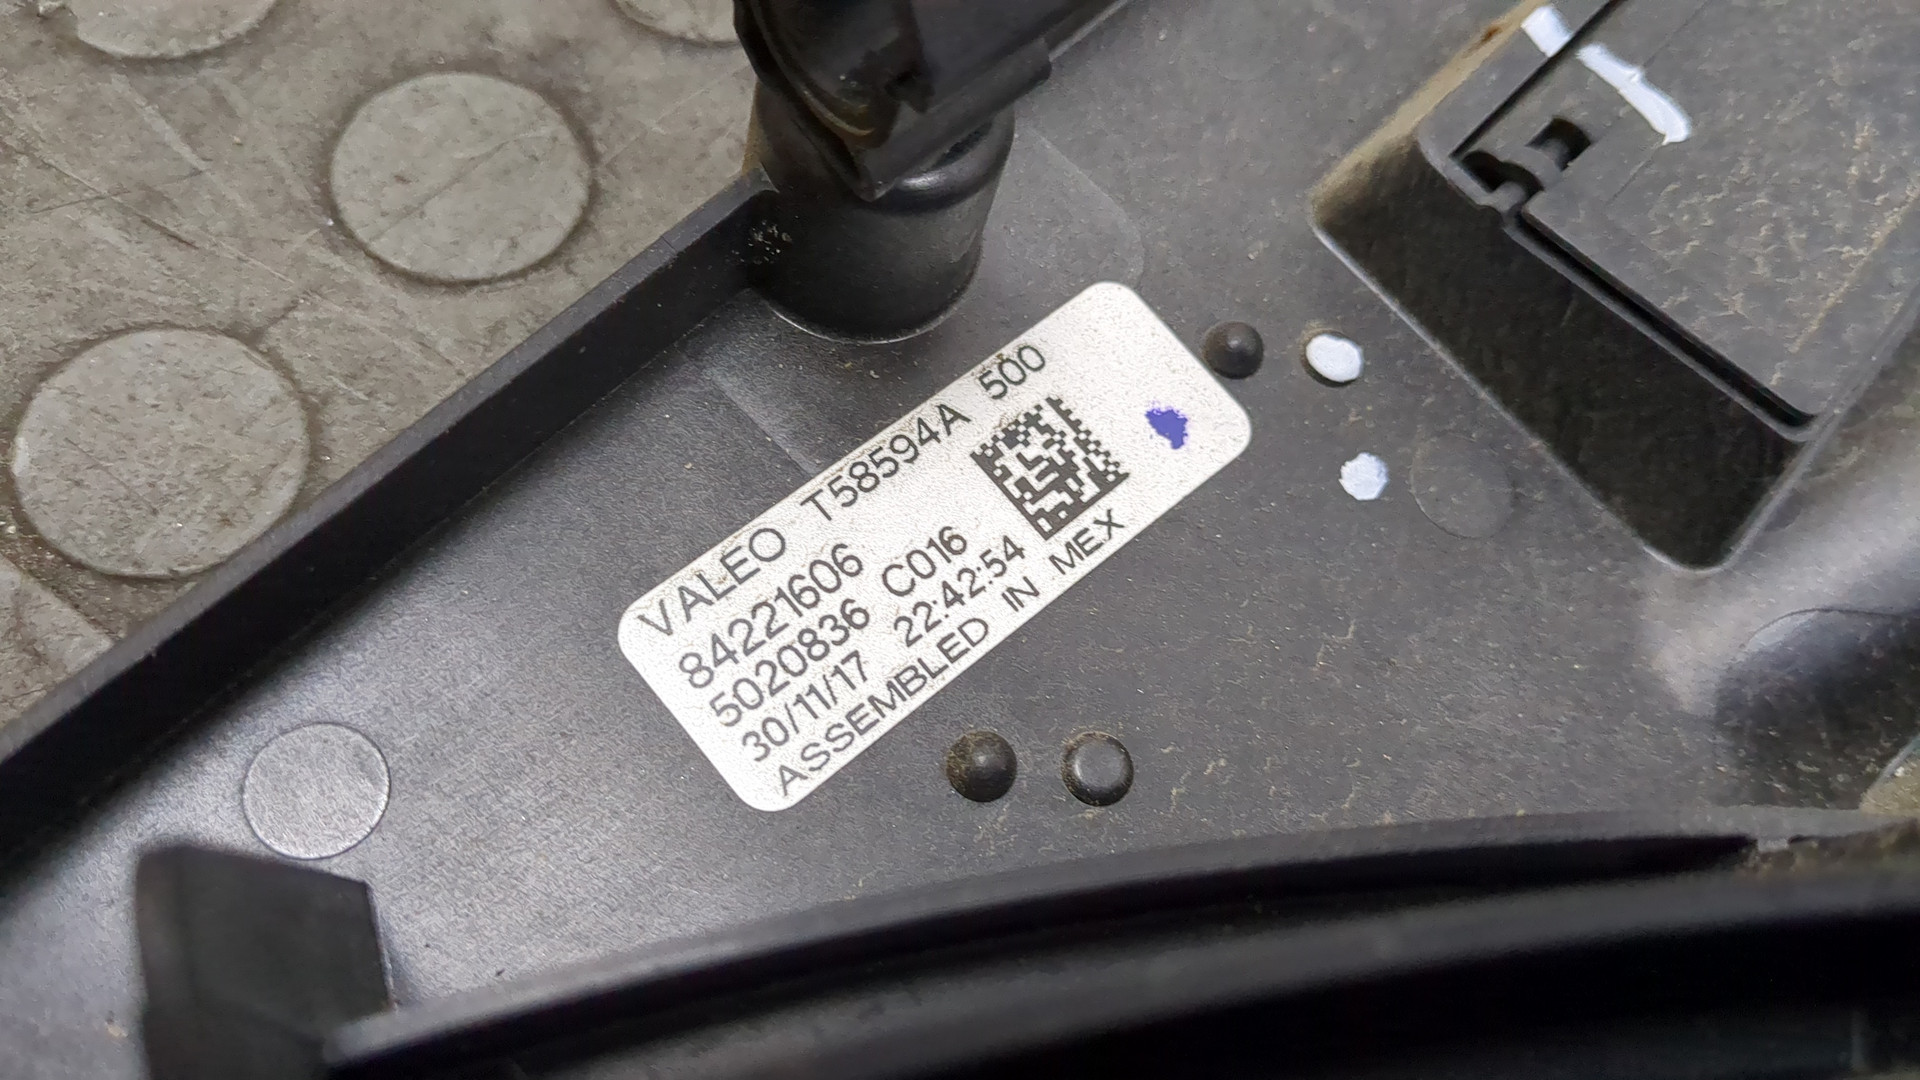 VALEO T58594A 500
84221606
5020836 C016
30/11/17 22:42:54
ASSEMBLED IN MEX